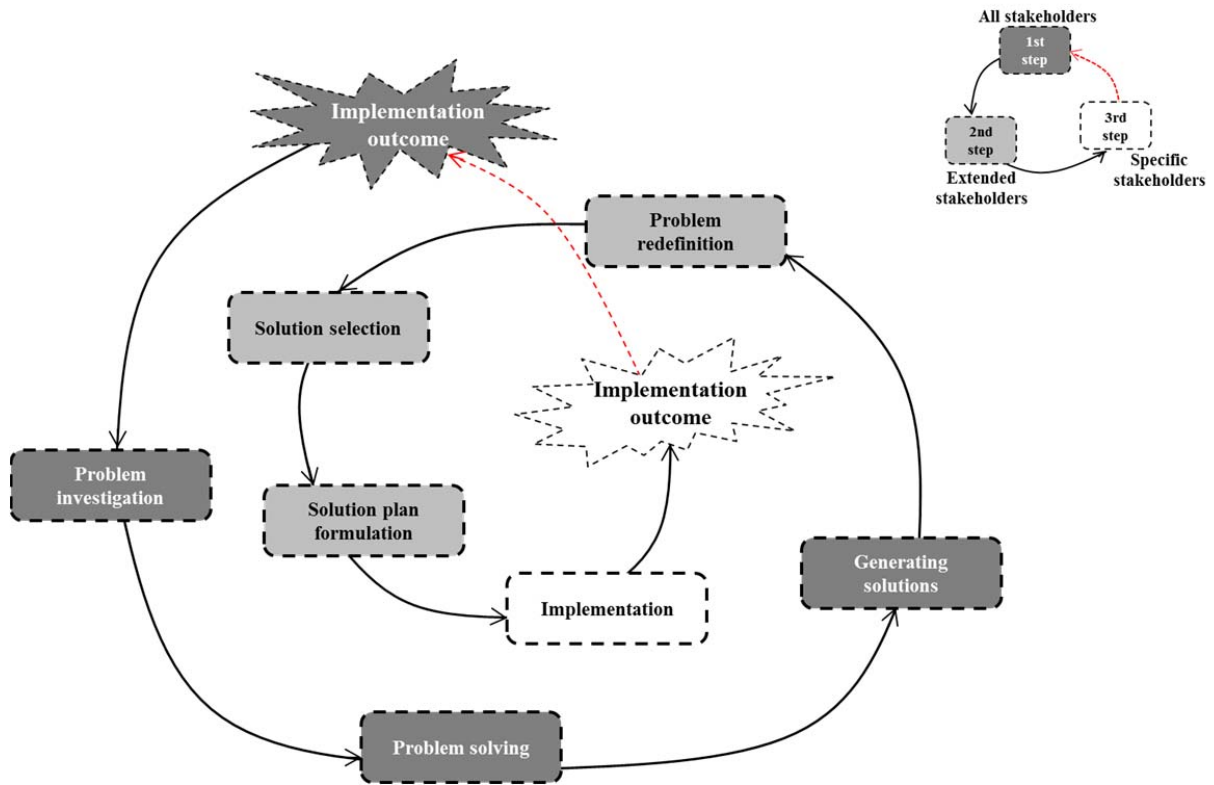 All stakeholders
1st
step
2nd
step
3rd
step
Extended
stakeholders
Specific
stakeholders
Implementation
outcome
Problem
redefinition
Solution selection
Implementation
outcome
Problem
investigation
Solution plan
formulation
Generating
solutions
Implementation
Problem solving